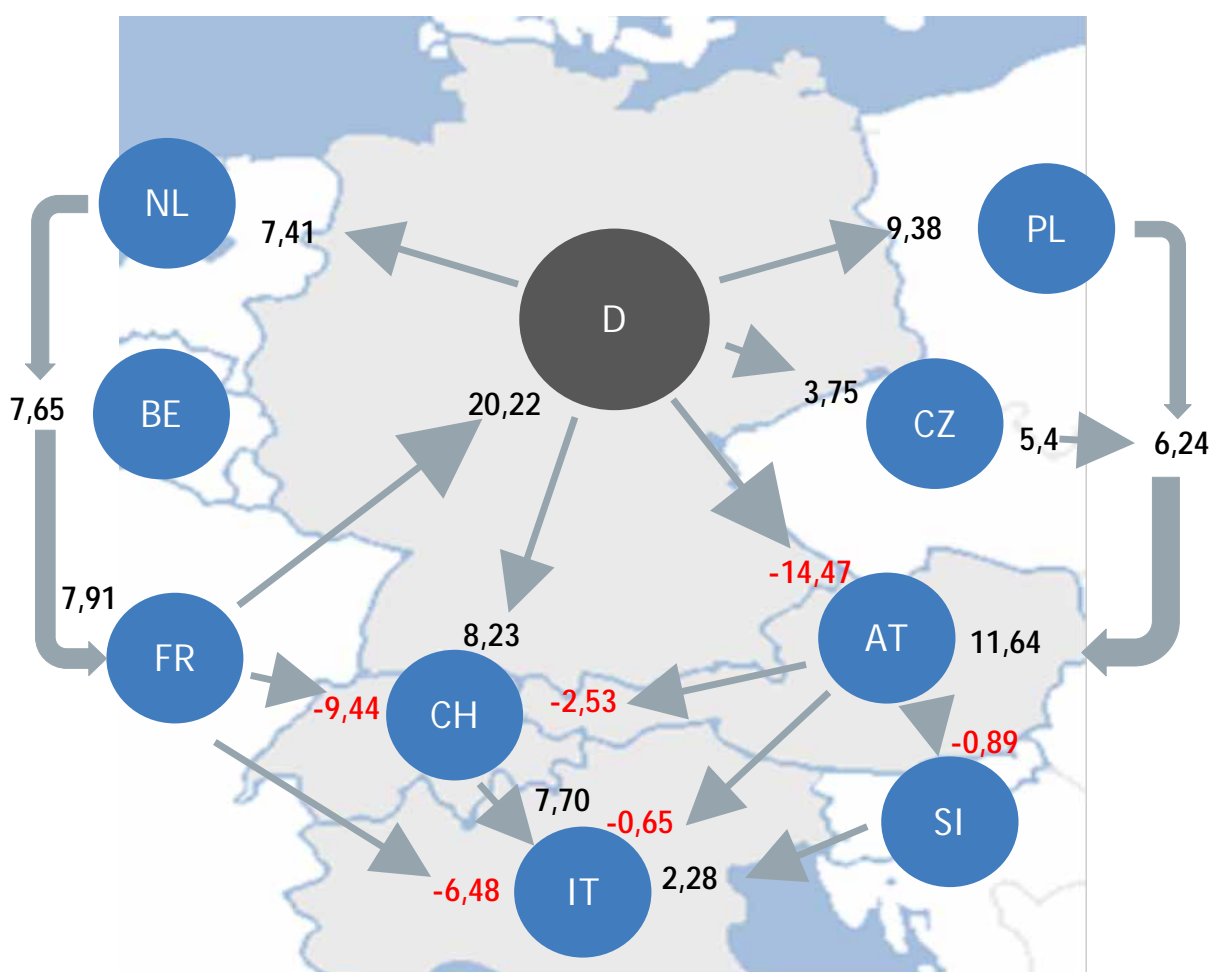 NL
PL
7,41
9,38
D
7,65
BE
20,22
3,75
CZ
5,4
6,24
-14,47
7,91
FR
8,23
AT
11,64
-9,44
CH
-2,53
-0,89
7,70
-0,65
SI
-6,48
IT
2,28